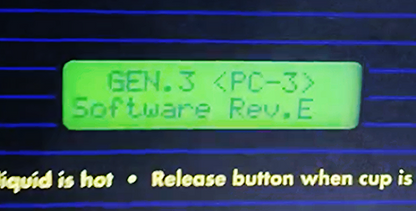 GEN.3 <PC-3>
Software Rev.E
liquid is hot • Release button when cup is